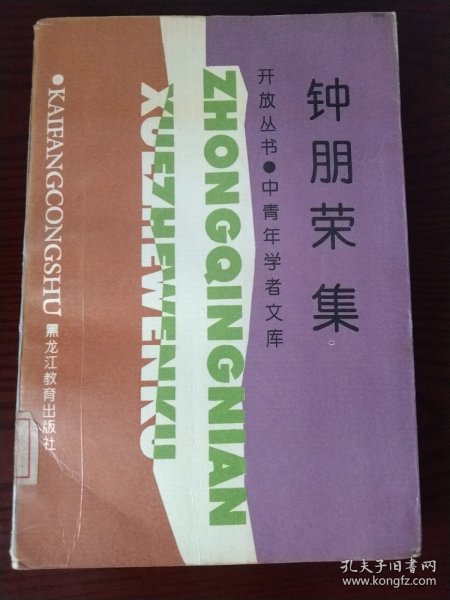 钟朋荣集
开放丛书●中青年学者文库
ZHONGQINGNIAN
XUEZHEWENKU
●KAIFANGCONGSHU
黑龙江教育出版社
孔夫子旧书网
www.kongfz.com